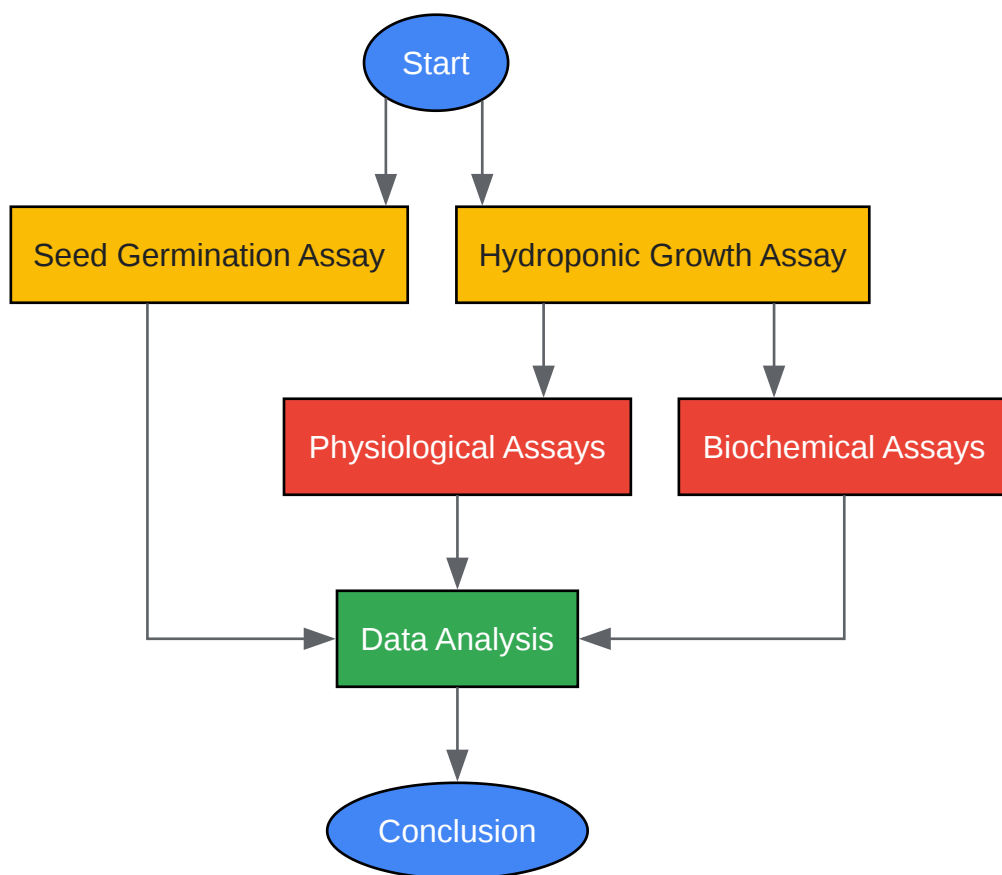 Start
Seed Germination Assay
Hydroponic Growth Assay
Physiological Assays
Biochemical Assays
Data Analysis
Conclusion